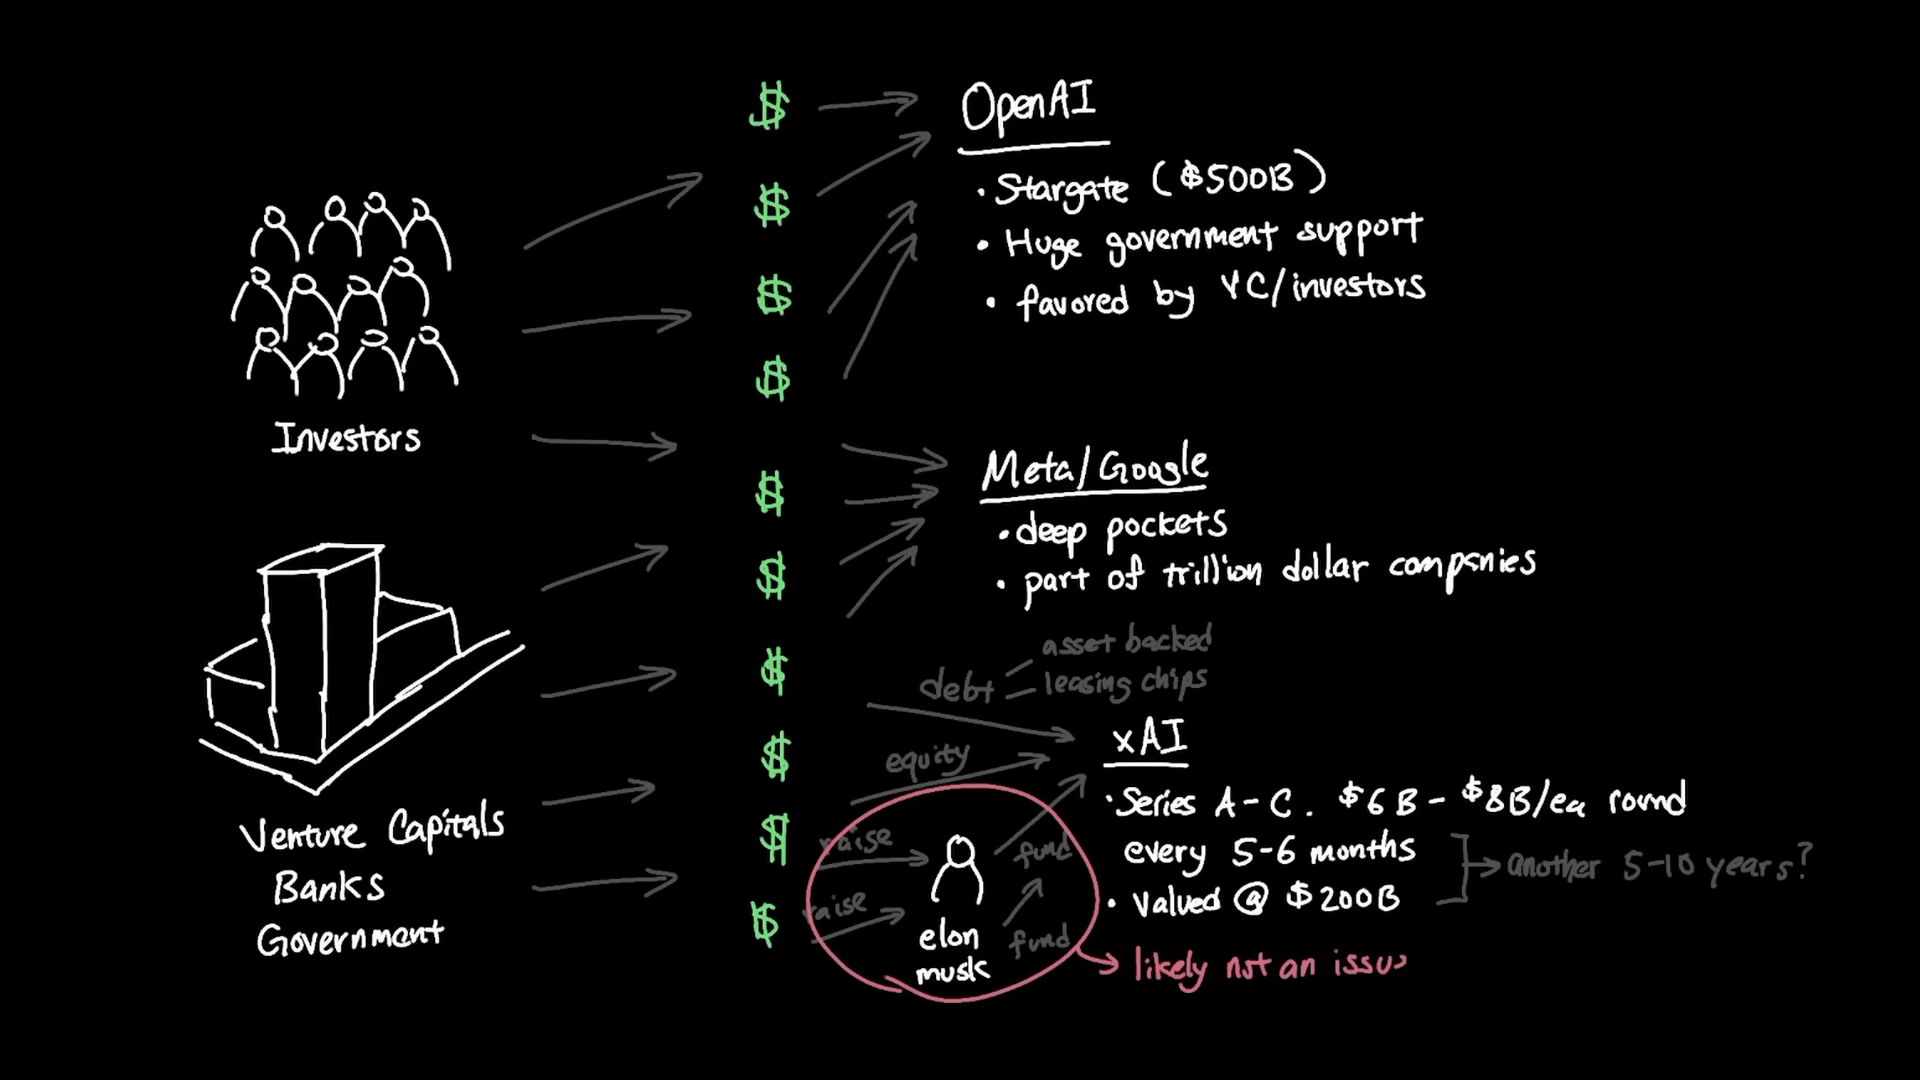 $
OpenAI
$
• Stargate ($500B)
• Huge government support
$
• favored by VC/investors
$
Investors
Meta/Google
$
• deep pockets
$
• part of trillion dollar companies
asset backed
$
debt
leasing chips
xAI
$
equity
• Series A-C. $6B - $8B/ea round
every 5-6 months
another 5-10 years?
• Valued @ $200B
$
raise
fund
$
raise
fund
elon
musk
likely not an issu
Venture Capitals
Banks
Government